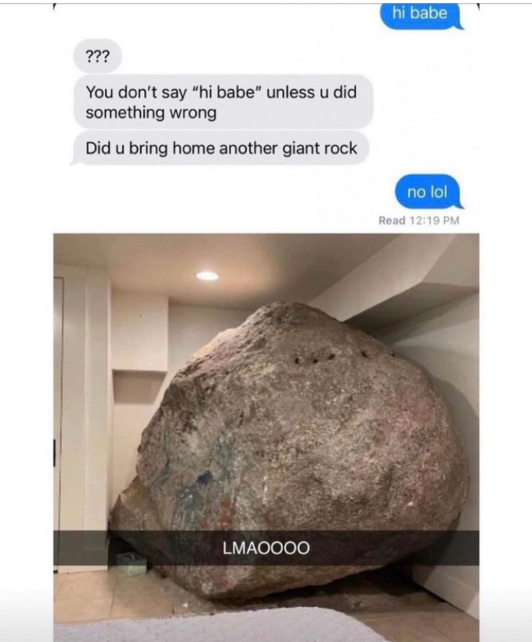 hi babe
???
You don't say "hi babe" unless u did
something wrong
Did u bring home another giant rock
no lol
Read 12:19 PM
LMAOOOO